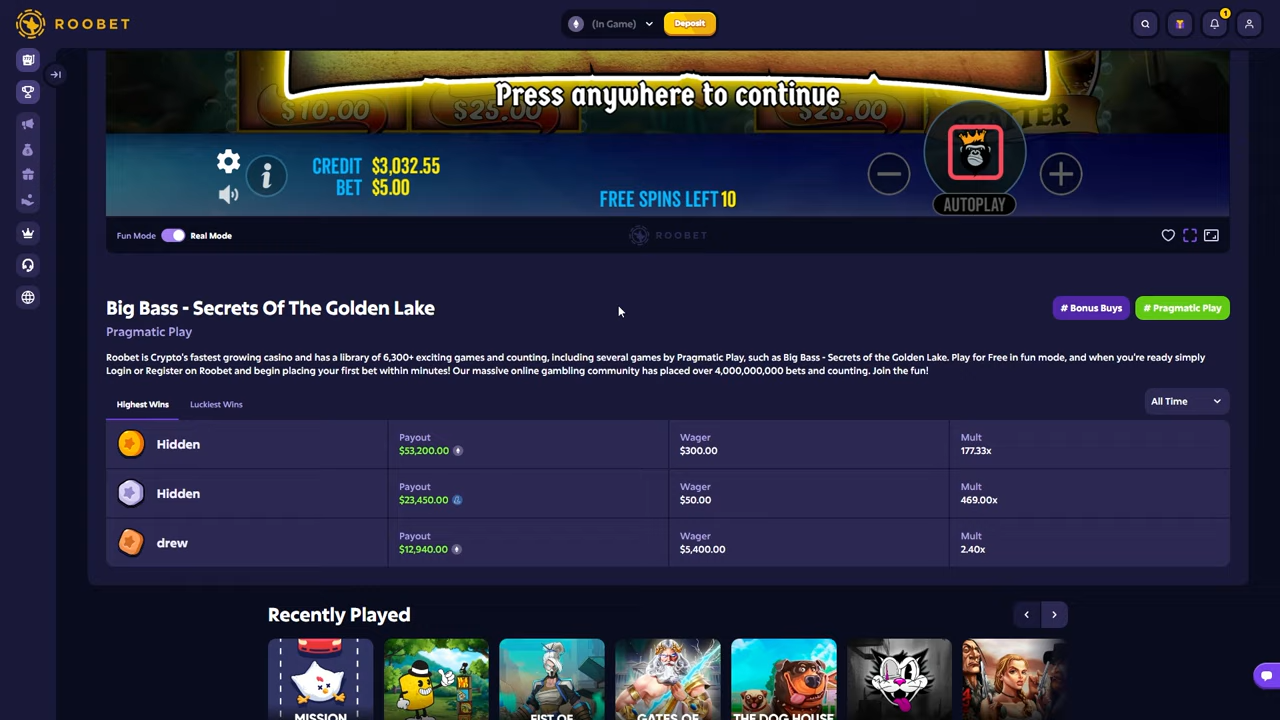 ROOBET
(In Game)
Deposit
1
Press anywhere to continue
$10.00
$25.00
$25.00
CREDIT $3,032.55
BET $5.00
FREE SPINS LEFT 10
AUTOPLAY
Fun Mode
Real Mode
ROOBET
Big Bass - Secrets Of The Golden Lake
# Bonus Buys
# Pragmatic Play
Pragmatic Play
Roobet is Crypto's fastest growing casino and has a library of 6,300+ exciting games and counting, including several games by Pragmatic Play, such as Big Bass - Secrets of the Golden Lake. Play for Free in fun mode, and when you're ready simply
Login or Register on Roobet and begin placing your first bet within minutes! Our massive online gambling community has placed over 4,000,000,000 bets and counting. Join the fun!
Highest Wins
Luckiest Wins
All Time
Hidden
Payout
$53,200.00
Wager
$300.00
Mult
177.33x
Hidden
Payout
$23,450.00
Wager
$50.00
Mult
469.00x
drew
Payout
$12,940.00
Wager
$5,400.00
Mult
2.40x
Recently Played
MISSION
FIST OF
GATES OF
THE DOG HOUSE